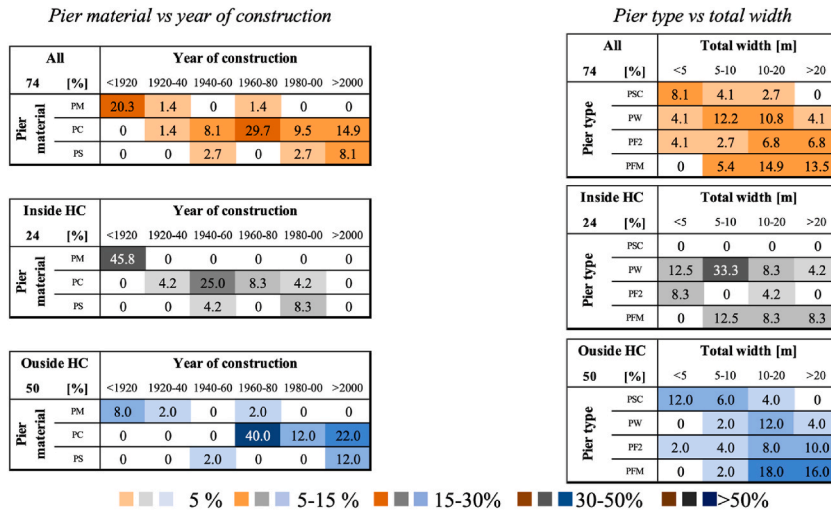 Pier material vs year of construction
All Year of construction
74 [%] <1920 1920-40 1940-60 1960-80 1980-00 >2000
Pier material
PM 20.3 1.4 0 1.4 0 0
PC 0 1.4 8.1 29.7 9.5 14.9
PS 0 0 2.7 0 2.7 8.1
Inside HC Year of construction
24 [%] <1920 1920-40 1940-60 1960-80 1980-00 >2000
Pier material
PM 45.8 0 0 0 0 0
PC 0 4.2 25.0 8.3 4.2 0
PS 0 0 4.2 0 8.3 0
Ouside HC Year of construction
50 [%] <1920 1920-40 1940-60 1960-80 1980-00 >2000
Pier material
PM 8.0 2.0 0 2.0 0 0
PC 0 0 0 40.0 12.0 22.0
PS 0 0 2.0 0 0 12.0
Pier type vs total width
All Total width [m]
74 [%] <5 5-10 10-20 >20
Pier type
PSC 8.1 4.1 2.7 0
PW 4.1 12.2 10.8 4.1
PF2 4.1 2.7 6.8 6.8
PFM 0 5.4 14.9 13.5
Inside HC Total width [m]
24 [%] <5 5-10 10-20 >20
Pier type
PSC 0 0 0 0
PW 12.5 33.3 8.3 4.2
PF2 8.3 0 4.2 0
PFM 0 12.5 8.3 8.3
Ouside HC Total width [m]
50 [%] <5 5-10 10-20 >20
Pier type
PSC 12.0 6.0 4.0 0
PW 0 2.0 12.0 4.0
PF2 2.0 4.0 8.0 10.0
PFM 0 2.0 18.0 16.0
5 % 5-15 % 15-30% 30-50% >50%